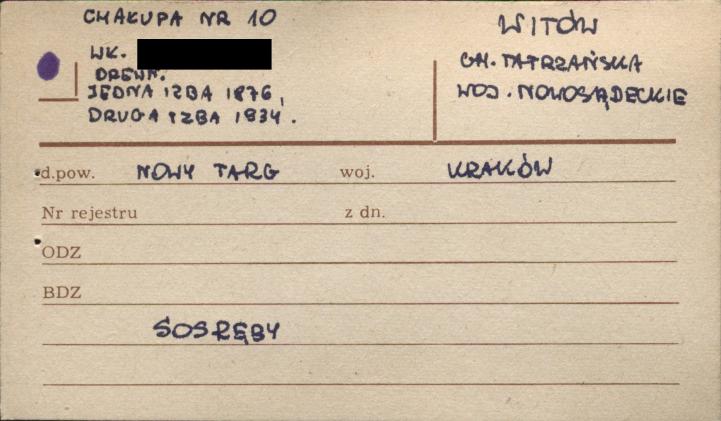 CHAŁUPA NR 10
WŁ.
DREWN.
JEDNA IZBA 1876,
DRUGA IZBA 1834.
WITÓW
GM. TATRZAŃSKA
WOJ. NOWOSĄDECKIE
d.pow. NOWY TARG woj. KRAKÓW
Nr rejestru z dn.
ODZ
BDZ
SOSRĘBY